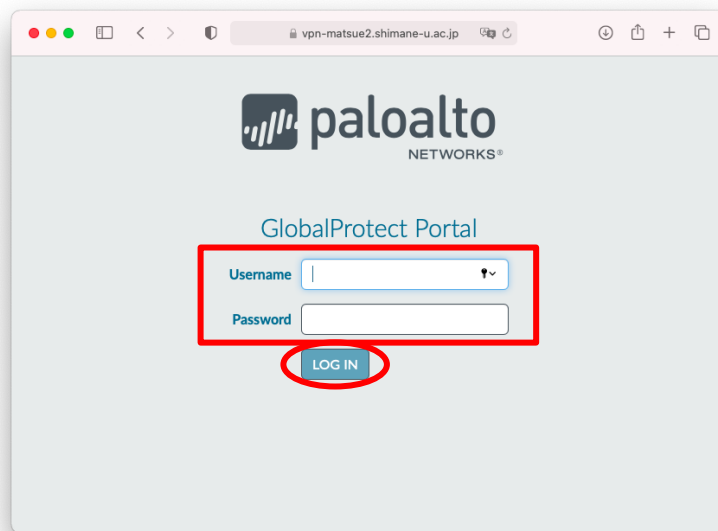 vpn-matsue2.shimane-u.ac.jp
paloalto
NETWORKS®
GlobalProtect Portal
Username
Password
LOG IN